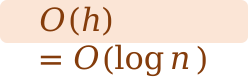 O(h)
= O(log n)